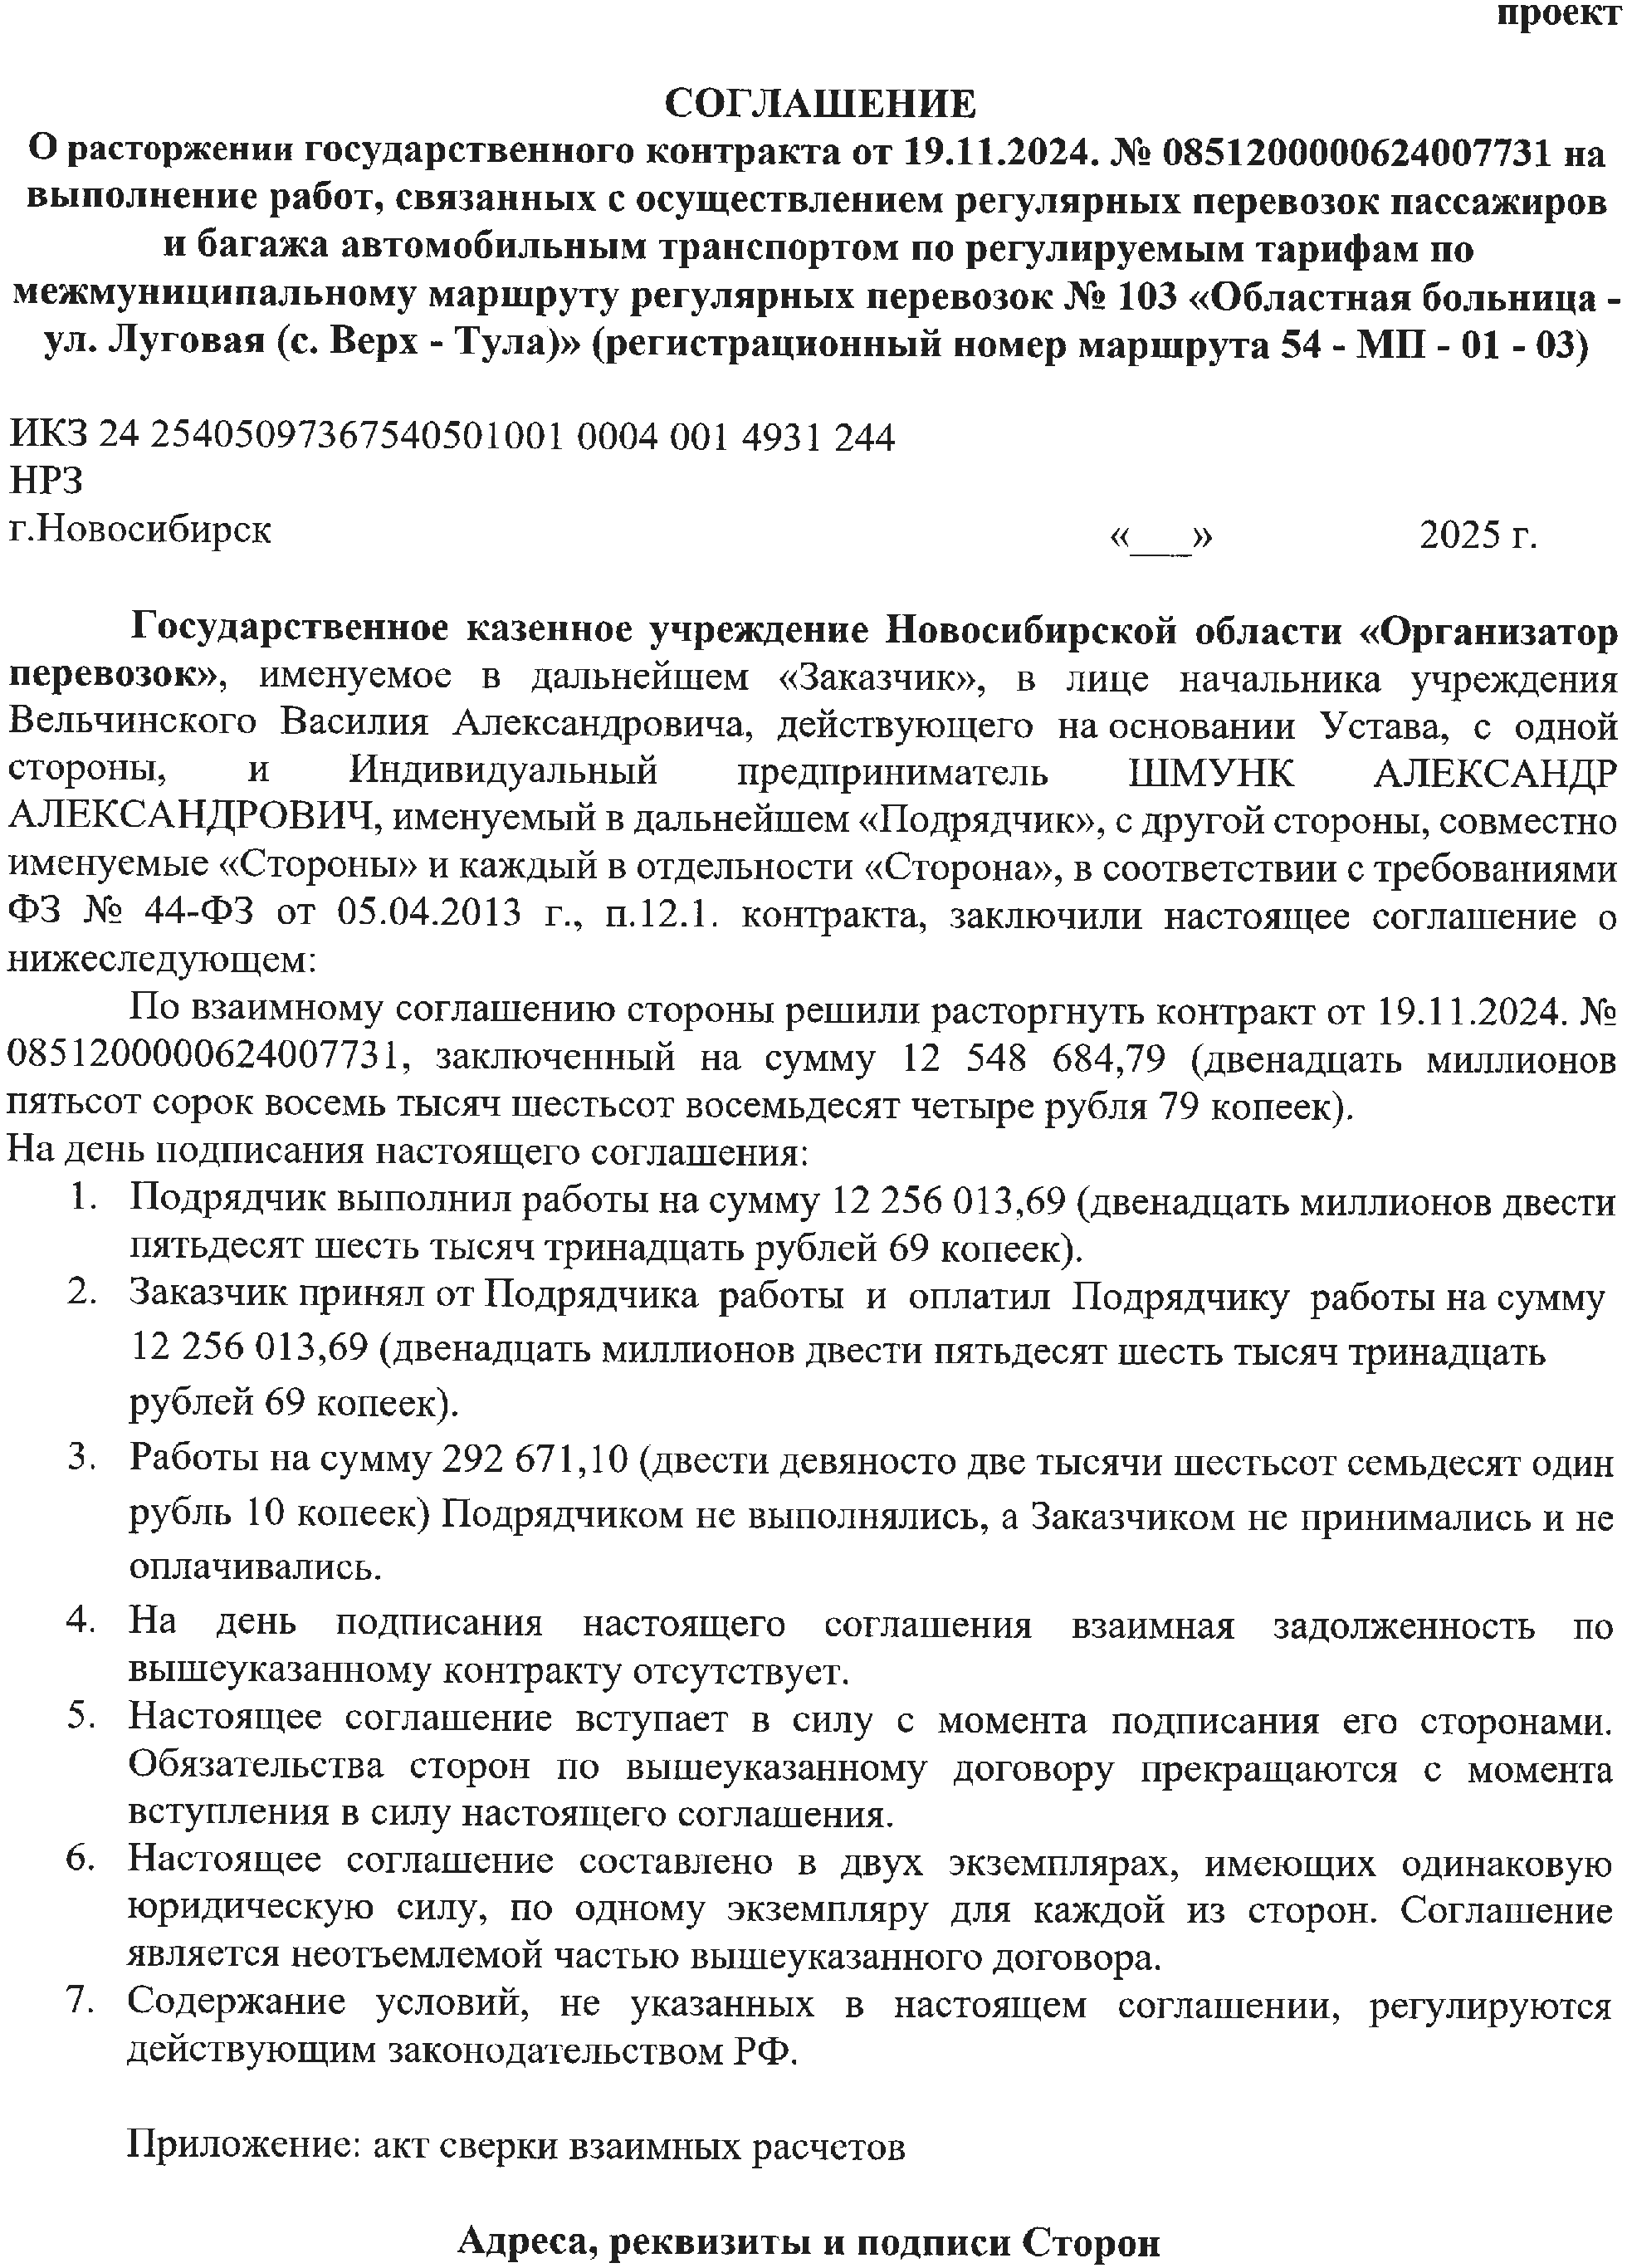 проект
СОГЛАШЕНИЕ
О расторжении государственного контракта от 19.11.2024. № 0851200000624007731 на
выполнение работ, связанных с осуществлением регулярных перевозок пассажиров
и багажа автомобильным транспортом по регулируемым тарифам по
межмуниципальному маршруту регулярных перевозок № 103 «Областная больница -
ул. Луговая (с. Верх - Тула)» (регистрационный номер маршрута 54 - МП - 01 - 03)
ИКЗ 24 25405097367540501001 0004 001 4931 244
НРЗ
г.Новосибирск «___» 2025 г.
Государственное казенное учреждение Новосибирской области «Организатор
перевозок», именуемое в дальнейшем «Заказчик», в лице начальника учреждения
Вельчинского Василия Александровича, действующего на основании Устава, с одной
стороны, и Индивидуальный предприниматель ШМУНК АЛЕКСАНДР
АЛЕКСАНДРОВИЧ, именуемый в дальнейшем «Подрядчик», с другой стороны, совместно
именуемые «Стороны» и каждый в отдельности «Сторона», в соответствии с требованиями
ФЗ № 44-ФЗ от 05.04.2013 г., п.12.1. контракта, заключили настоящее соглашение о
нижеследующем:
По взаимному соглашению стороны решили расторгнуть контракт от 19.11.2024. №
0851200000624007731, заключенный на сумму 12 548 684,79 (двенадцать миллионов
пятьсот сорок восемь тысяч шестьсот восемьдесят четыре рубля 79 копеек).
На день подписания настоящего соглашения:
1. Подрядчик выполнил работы на сумму 12 256 013,69 (двенадцать миллионов двести
пятьдесят шесть тысяч тринадцать рублей 69 копеек).
2. Заказчик принял от Подрядчика работы и оплатил Подрядчику работы на сумму
12 256 013,69 (двенадцать миллионов двести пятьдесят шесть тысяч тринадцать
рублей 69 копеек).
3. Работы на сумму 292 671,10 (двести девяносто две тысячи шестьсот семьдесят один
рубль 10 копеек) Подрядчиком не выполнялись, а Заказчиком не принимались и не
оплачивались.
4. На день подписания настоящего соглашения взаимная задолженность по
вышеуказанному контракту отсутствует.
5. Настоящее соглашение вступает в силу с момента подписания его сторонами.
Обязательства сторон по вышеуказанному договору прекращаются с момента
вступления в силу настоящего соглашения.
6. Настоящее соглашение составлено в двух экземплярах, имеющих одинаковую
юридическую силу, по одному экземпляру для каждой из сторон. Соглашение
является неотъемлемой частью вышеуказанного договора.
7. Содержание условий, не указанных в настоящем соглашении, регулируются
действующим законодательством РФ.
Приложение: акт сверки взаимных расчетов
Адреса, реквизиты и подписи Сторон